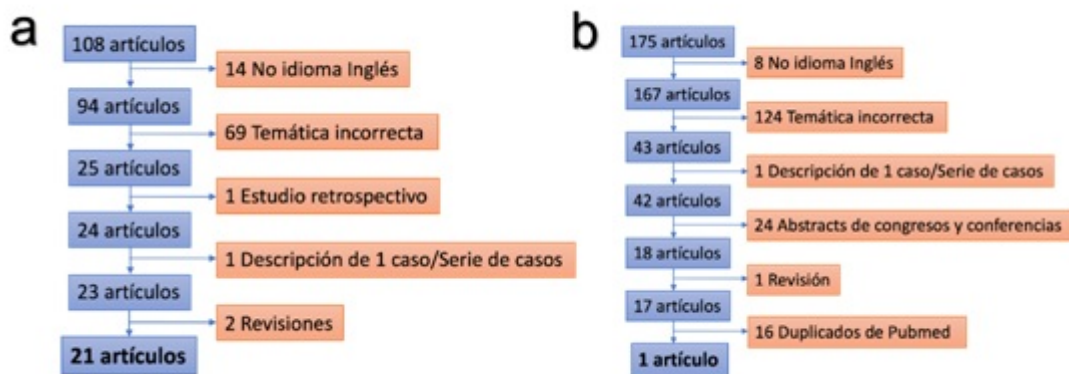 a
108 artículos
14 No idioma Inglés
94 artículos
69 Temática incorrecta
25 artículos
1 Estudio retrospectivo
24 artículos
1 Descripción de 1 caso/Serie de casos
23 artículos
2 Revisiones
21 artículos
b
175 artículos
8 No idioma Inglés
167 artículos
124 Temática incorrecta
43 artículos
1 Descripción de 1 caso/Serie de casos
42 artículos
24 Abstracts de congresos y conferencias
18 artículos
1 Revisión
17 artículos
16 Duplicados de Pubmed
1 artículo